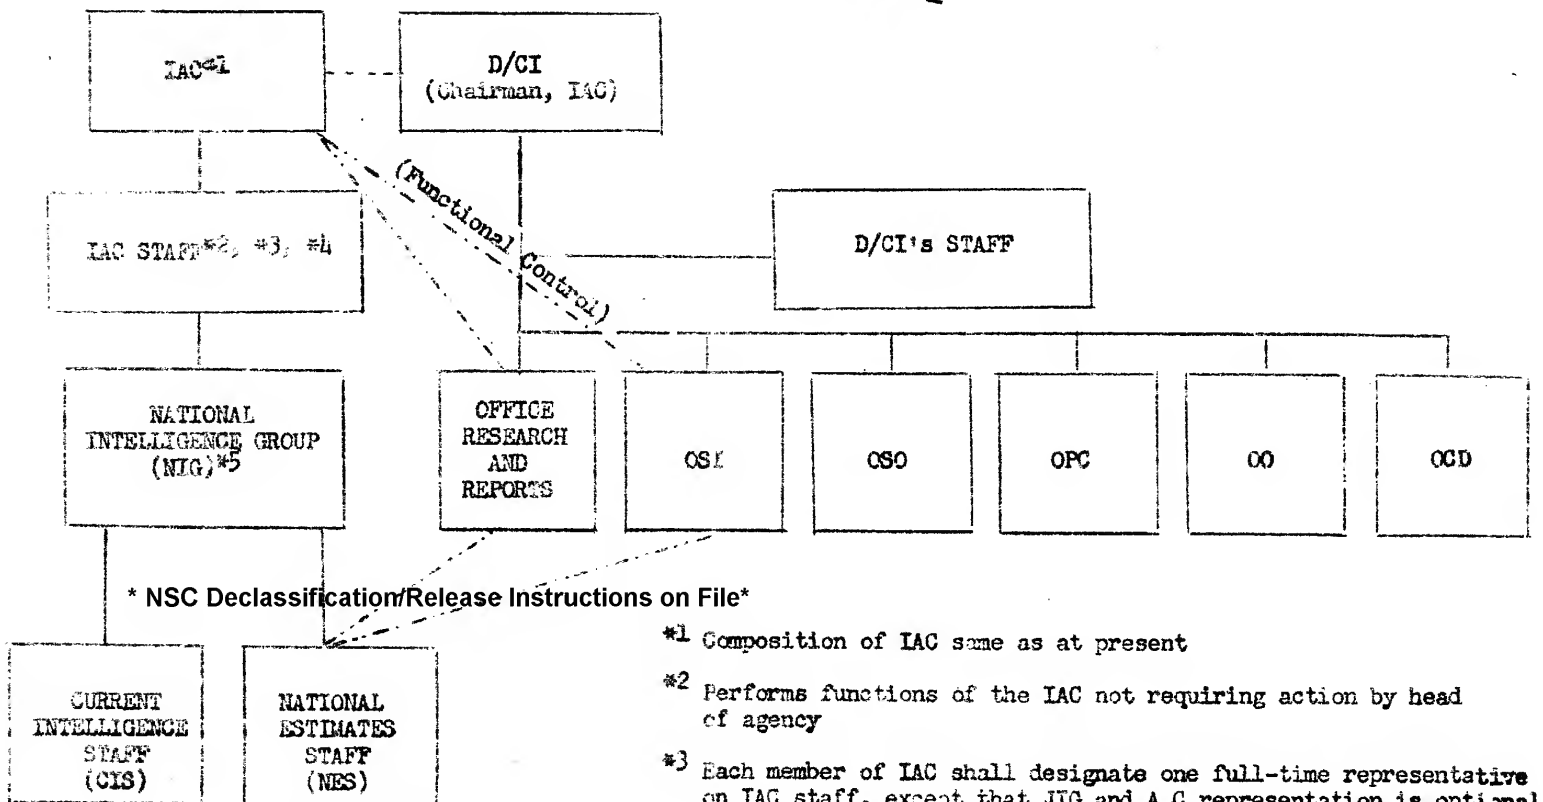 IAC*1
D/CI
(Chairman, IAC)
(Functional Control)
IAC STAFF*2, *3, *4
D/CI's STAFF
NATIONAL
INTELLIGENCE GROUP
(NIG)*5
OFFICE
RESEARCH
AND
REPORTS
OSI
OSO
OPC
OO
OCD
* NSC Declassification/Release Instructions on File*
CURRENT
INTELLIGENCE
STAFF
(CIS)
NATIONAL
ESTIMATES
STAFF
(NES)
*1 Composition of IAC same as at present
*2 Performs functions of the IAC not requiring action by head
of agency
*3 Each member of IAC shall designate one full-time representative
on IAC staff, except that JIG and A.C representation is optional